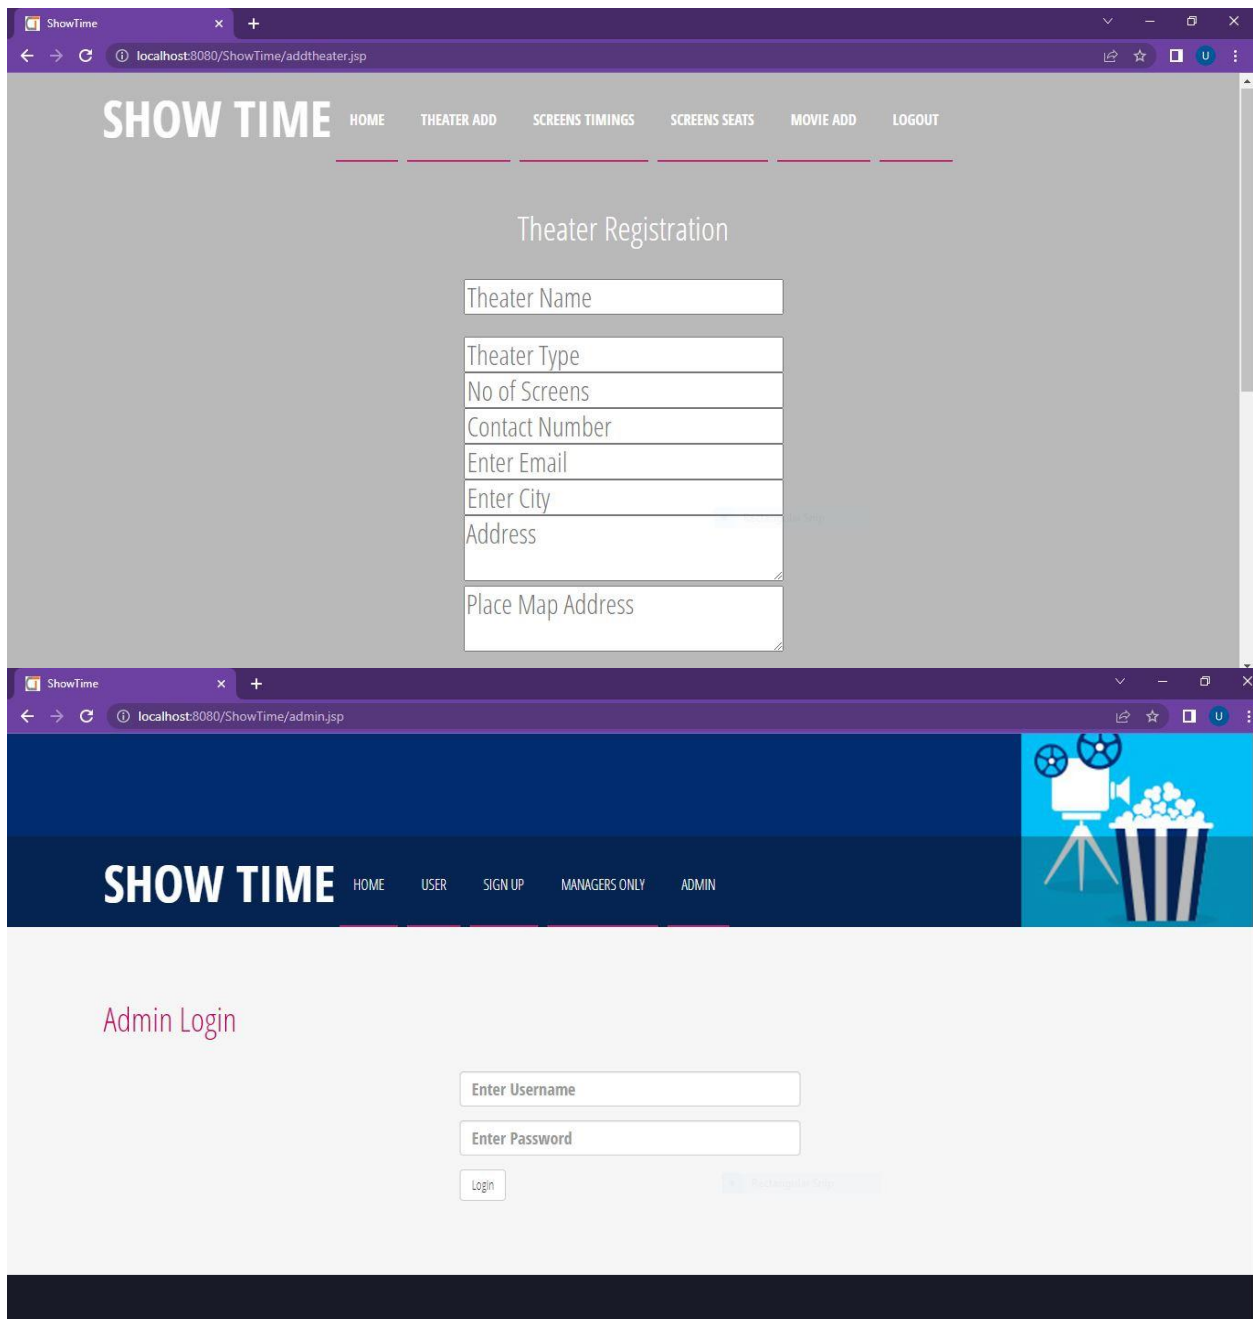 ShowTime
localhost:8080/ShowTime/addtheater.jsp
U
SHOW TIME HOME THEATER ADD SCREENS TIMINGS SCREENS SEATS MOVIE ADD LOGOUT
Theater Registration
Theater Name
Theater Type
No of Screens
Contact Number
Enter Email
Enter City
Address
Place Map Address
ShowTime
localhost:8080/ShowTime/admin.jsp
U
SHOW TIME HOME USER SIGN UP MANAGERS ONLY ADMIN
Admin Login
Enter Username
Enter Password
Login